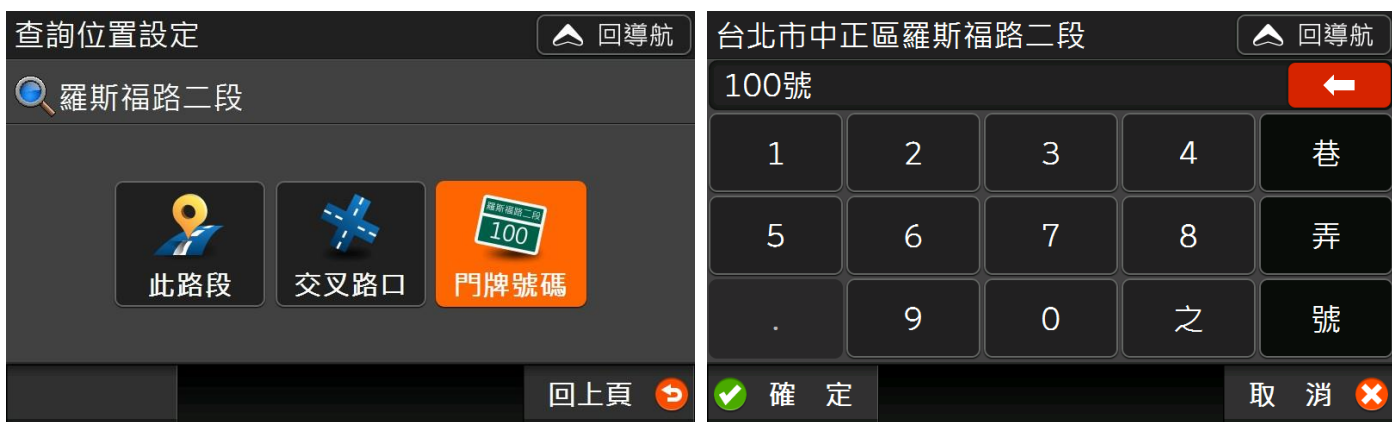 查詢位置設定
回導航
羅斯福路二段
此路段
交叉路口
羅斯福路二段
100
門牌號碼
回上頁
台北市中正區羅斯福路二段
回導航
100號
1 2 3 4 巷
5 6 7 8 弄
. 9 0 之 號
確 定
取 消